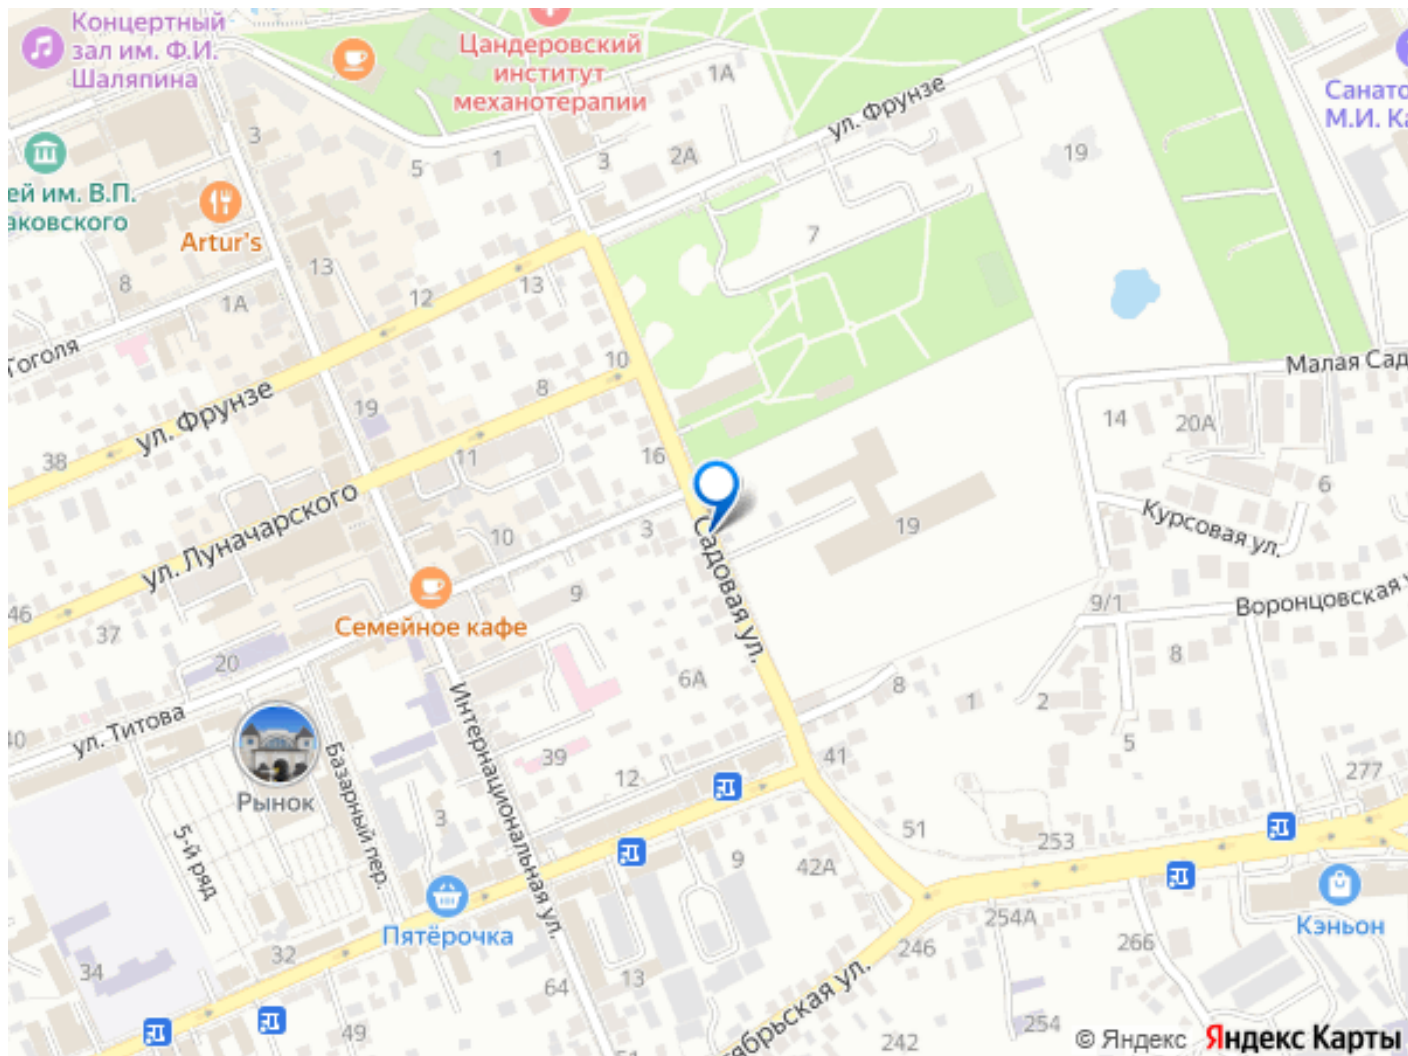 Концертный
зал им. Ф.И.
Шаляпина
Цандеровский
институт
механотерапии
1А
ул. Фрунзе
Санато
М.И. Ка
3
5
1
3
2А
19
ей им. В.П.
аковского
Artur's
7
8
13
1А
12
13
Гоголя
10
8
Малая Сад
ул. Фрунзе
19
14
20А
38
11
16
6
ул. Луначарского
10
3
Садовая ул.
19
Курсовая ул.
46
37
Семейное кафе
9
9/1
Воронцовская у
20
6А
8
8
1
2
40
ул. Титова
Интернациональная ул.
5
Рынок
Базарный пер.
39
12
41
277
5-й ряд
3
51
253
9
42А
Пятёрочка
254А
Кэньон
34
32
246
266
13
64
49
ябрьская ул.
254
242
51
© Яндекс
Яндекс Карты